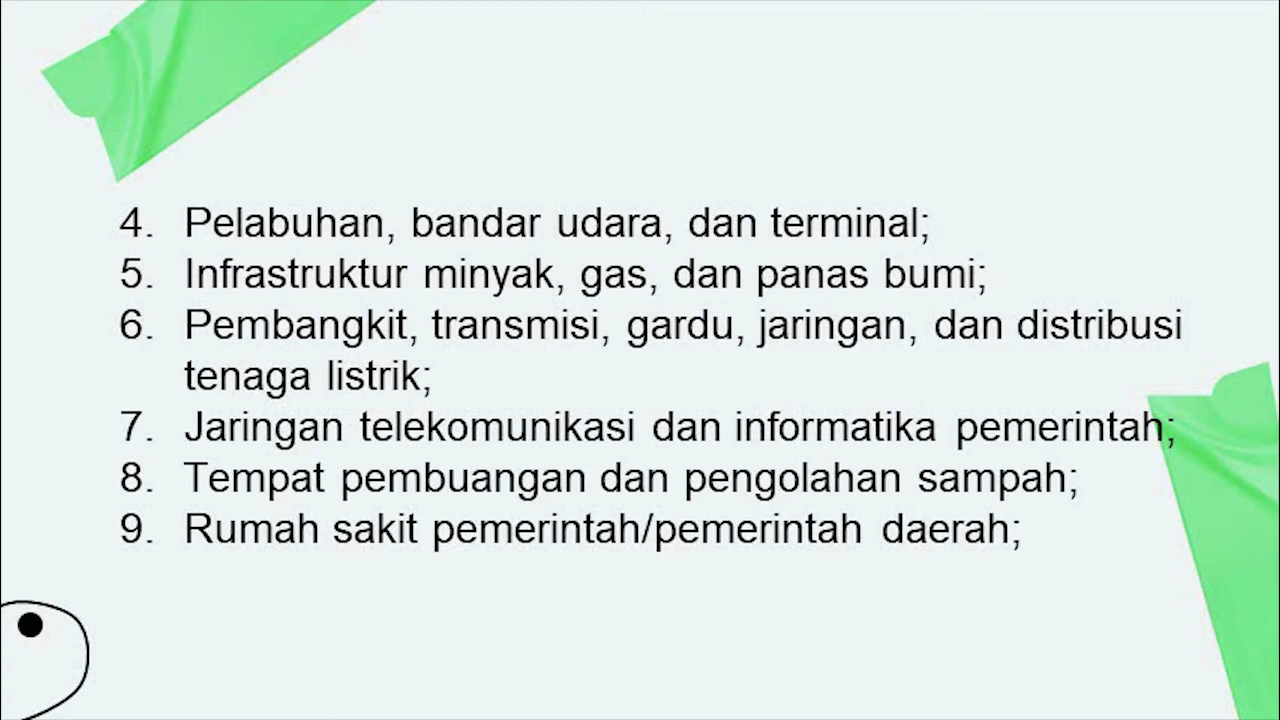 4. Pelabuhan, bandar udara, dan terminal;
5. Infrastruktur minyak, gas, dan panas bumi;
6. Pembangkit, transmisi, gardu, jaringan, dan distribusi
tenaga listrik;
7. Jaringan telekomunikasi dan informatika pemerintah;
8. Tempat pembuangan dan pengolahan sampah;
9. Rumah sakit pemerintah/pemerintah daerah;